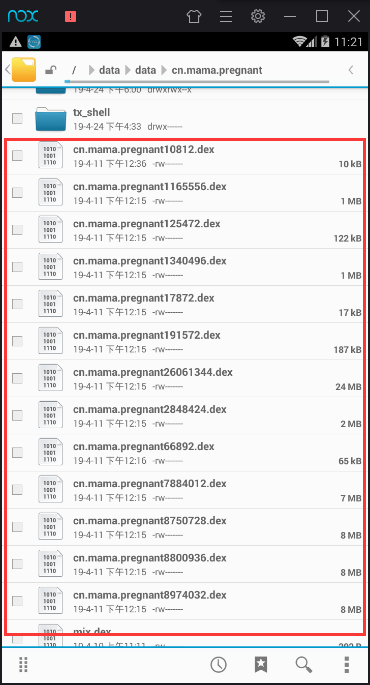 nox
11:21
/ data data cn.mama.pregnant
19-4-24 下午6:00 drwxrwx--x
tx_shell
19-4-24 下午4:33 drwx------
cn.mama.pregnant10812.dex
19-4-11 下午12:36 -rw------- 10 kB
cn.mama.pregnant1165556.dex
19-4-11 下午12:15 -rw------- 1 MB
cn.mama.pregnant125472.dex
19-4-11 下午12:15 -rw------- 122 kB
cn.mama.pregnant1340496.dex
19-4-11 下午12:16 -rw------- 1 MB
cn.mama.pregnant17872.dex
19-4-11 下午12:15 -rw------- 17 kB
cn.mama.pregnant191572.dex
19-4-11 下午12:15 -rw------- 187 kB
cn.mama.pregnant26061344.dex
19-4-11 下午12:15 -rw------- 24 MB
cn.mama.pregnant2848424.dex
19-4-11 下午12:15 -rw------- 2 MB
cn.mama.pregnant66892.dex
19-4-11 下午12:16 -rw------- 65 kB
cn.mama.pregnant7884012.dex
19-4-11 下午12:15 -rw------- 7 MB
cn.mama.pregnant8750728.dex
19-4-11 下午12:15 -rw------- 8 MB
cn.mama.pregnant8800936.dex
19-4-11 下午12:15 -rw------- 8 MB
cn.mama.pregnant8974032.dex
19-4-11 下午12:15 -rw------- 8 MB
mix.dex